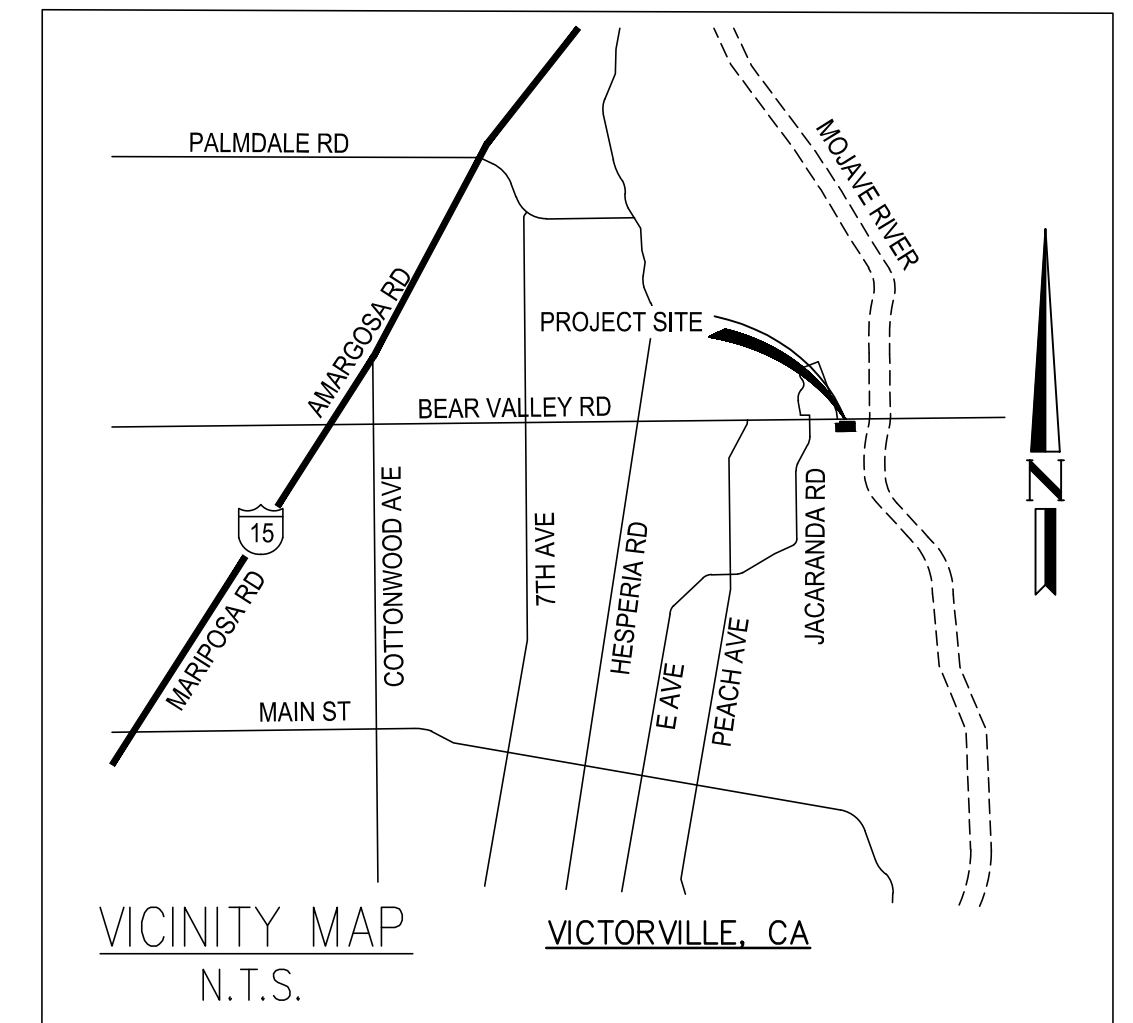 PALMDALE RD
MOJAVE RIVER
AMARGOSA RD
PROJECT SITE
BEAR VALLEY RD
15
COTTONWOOD AVE
7TH AVE
HESPERIA RD
JACARANDA RD
N
MARIPOSA RD
E AVE
PEACH AVE
MAIN ST
VICINITY MAP
N.T.S.
VICTORVILLE, CA